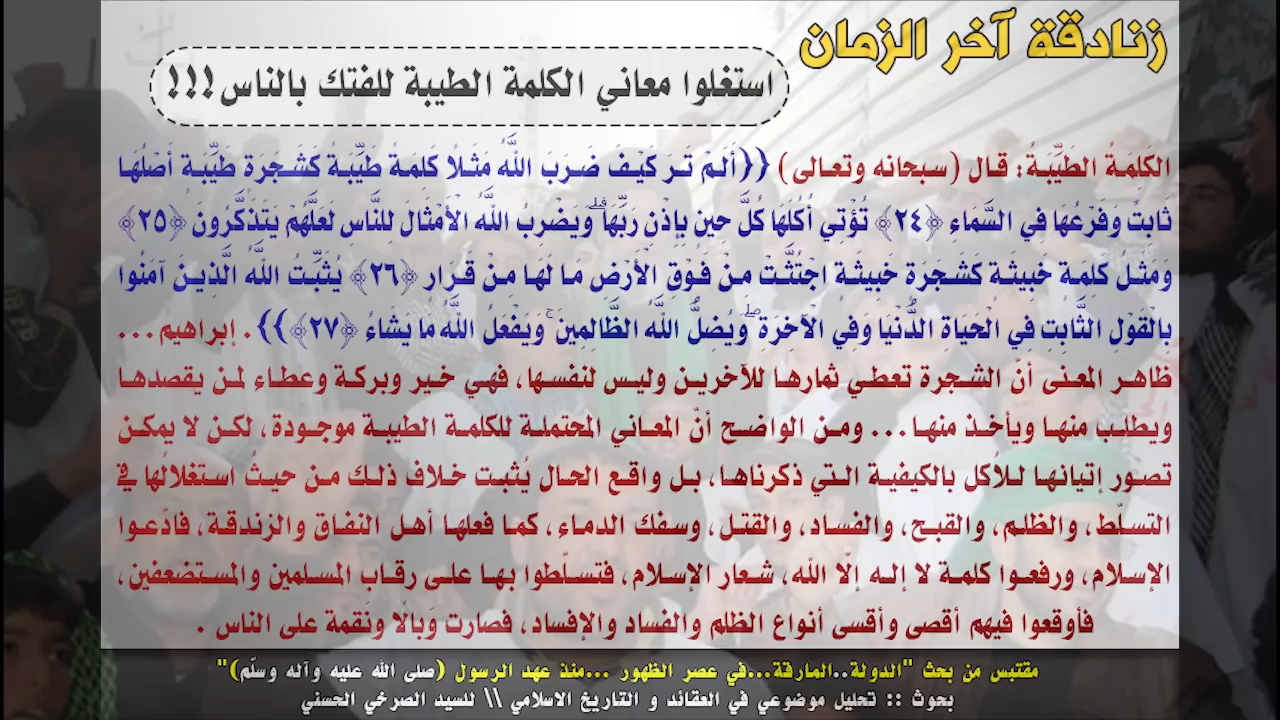 زنادقة آخر الزمان
استغلوا معاني الكلمة الطيبة للفتك بالناس!!!
الكَلِمَةُ الطَيِّبَةُ: قال (سبحانه وتعالى) ((أَلَمْ تَرَ كَيْفَ ضَرَبَ اللَّهُ مَثَلًا كَلِمَةً طَيِّبَةً كَشَجَرَةٍ طَيِّبَةٍ أَصْلُهَا
ثَابِتٌ وَفَرْعُهَا فِي السَّمَاءِ ﴿٢٤﴾ تُؤْتِي أُكُلَهَا كُلَّ حِينٍ بِإِذْنِ رَبِّهَا ۗ وَيَضْرِبُ اللَّهُ الْأَمْثَالَ لِلنَّاسِ لَعَلَّهُمْ يَتَذَكَّرُونَ ﴿٢٥﴾
وَمَثَلُ كَلِمَةٍ خَبِيثَةٍ كَشَجَرَةٍ خَبِيثَةٍ اجْتُثَّتْ مِنْ فَوْقِ الْأَرْضِ مَا لَهَا مِنْ قَرَارٍ ﴿٢٦﴾ يُثَبِّتُ اللَّهُ الَّذِينَ آمَنُوا
بِالْقَوْلِ الثَّابِتِ فِي الْحَيَاةِ الدُّنْيَا وَفِي الْآخِرَةِ ۖ وَيُضِلُّ اللَّهُ الظَّالِمِينَ ۚ وَيَفْعَلُ اللَّهُ مَا يَشَاءُ ﴿٢٧﴾)). إبراهيم...
ظاهر المعنى أنّ الشجرة تعطي ثمارها للآخرين وليس لنفسها، فهي خير وبركة وعطاء لمن يقصدها
ويطلب منها ويأخذ منها... ومن الواضح أنّ المعاني المحتملة للكلمة الطيبة موجودة، لكن لا يمكن
تصور إتيانها للأكل بالكيفية التي ذكرناها، بل واقع الحال يُثبت خلاف ذلك من حيثُ استغلالُها في
التسلّط، والظلم، والقبح، والفساد، والقتل، وسفك الدماء، كما فعلها أهل النفاق والزندقة، فادّعوا
الإسلام، ورفعوا كلمة لا إله إلّا الله، شعار الإسلام، فتسلّطوا بها على رقاب المسلمين والمستضعفين،
فأوقعوا فيهم أقصى وأقسى أنواع الظلم والفساد والإفساد، فصارت وَبالًا ونَقمة على الناس .
مقتبس من بحث "الدولة..المارقة...في عصر الظهور ...منذ عهد الرسول (صلى الله عليه وآله وسلّم)"
بحوث :: تحليل موضوعي في العقائد و التاريخ الاسلامي \\ للسيد الصرخي الحسني